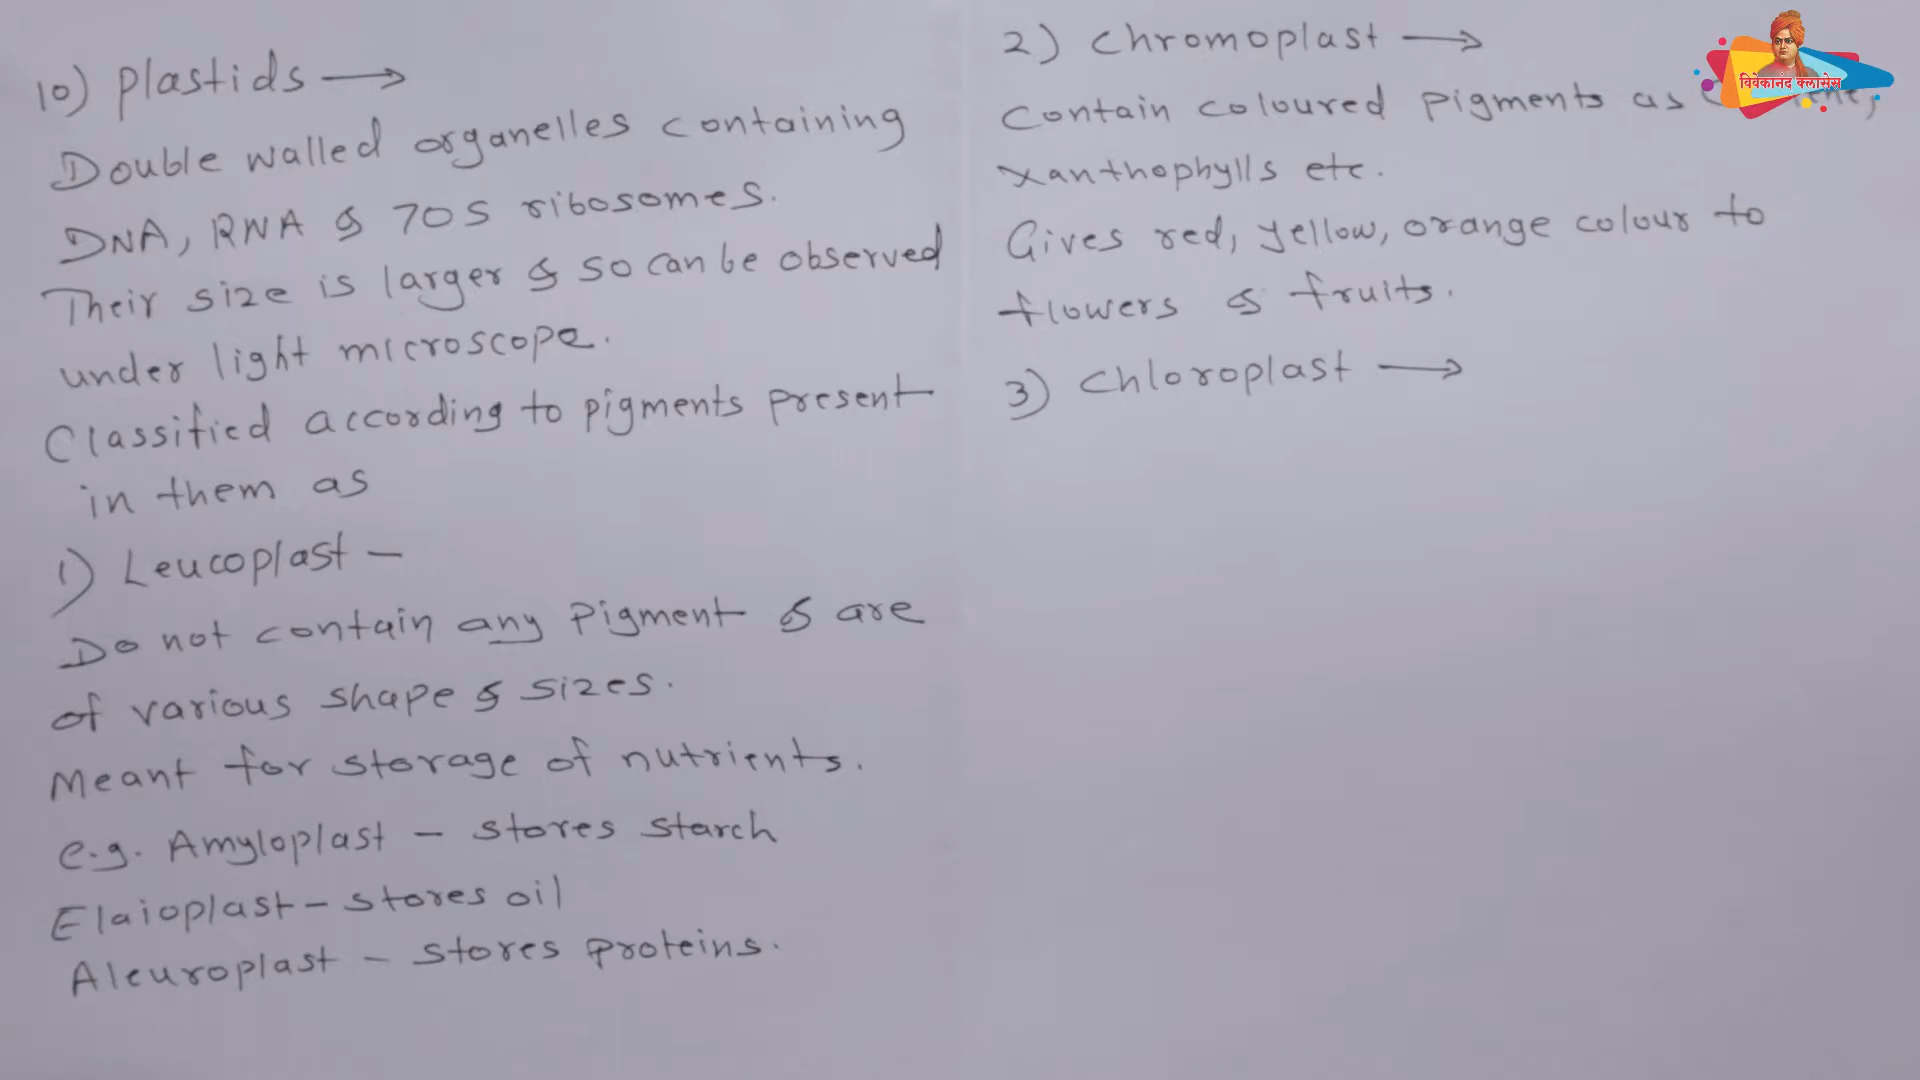 10) Plastids →
Double walled organelles containing
DNA, RNA & 70S ribosomes.
Their size is larger & so can be observed
under light microscope.
Classified according to pigments present
in them as
1) Leucoplast –
Do not contain any Pigment & are
of various shape & sizes.
Meant for storage of nutrients.
e.g. Amyloplast – stores starch
Elaioplast – stores oil
Aleuroplast – stores proteins.
2) Chromoplast →
Contain coloured pigments as
xanthophylls etc.
Gives red, yellow, orange colour to
flowers & fruits.
3) Chloroplast →
विवेकानंद क्लासेस